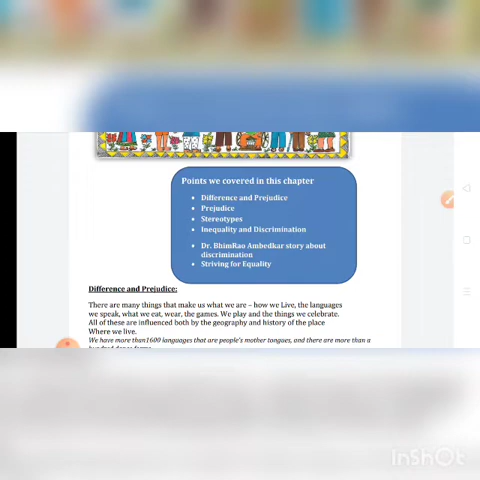 Points we covered in this chapter
• Difference and Prejudice
• Prejudice
• Stereotypes
• Inequality and Discrimination
• Dr. BhimRao Ambedkar story about
discrimination
• Striving for Equality
Difference and Prejudice:
There are many things that make us what we are – how we Live, the languages
we speak, what we eat, wear, the games. We play and the things we celebrate.
All of these are influenced both by the geography and history of the place
Where we live.
We have more than1600 languages that are people's mother tongues, and there are more than a
hundred dance forms
InShOt